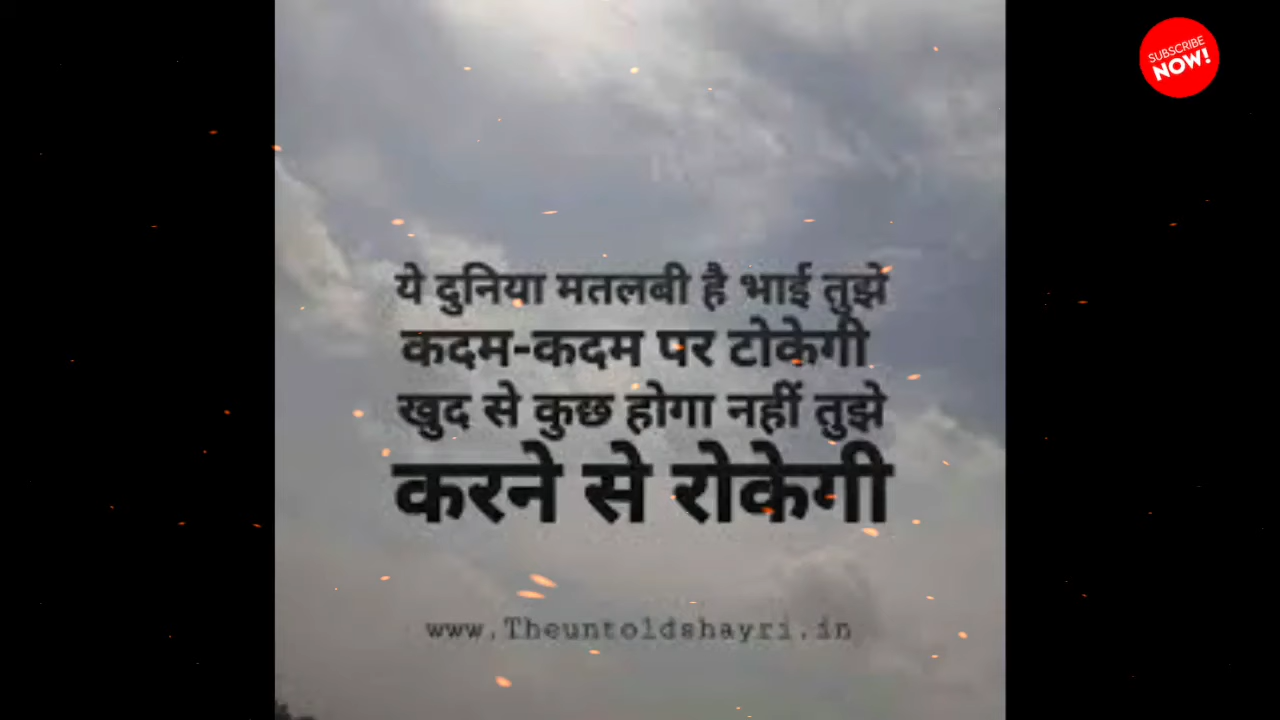 SUBSCRIBE
NOW!
ये दुनिया मतलबी है भाई तुझे
कदम-कदम पर टोकेगी
खुद से कुछ होगा नहीं तुझे
करने से रोकेगी
www.Theuntoldshayri.in